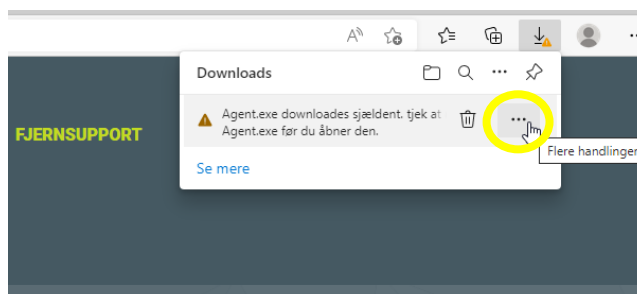 Downloads
Agent.exe downloades sjældent. tjek at
Agent.exe før du åbner den.
FJERNSUPPORT
Flere handlinger
Se mere